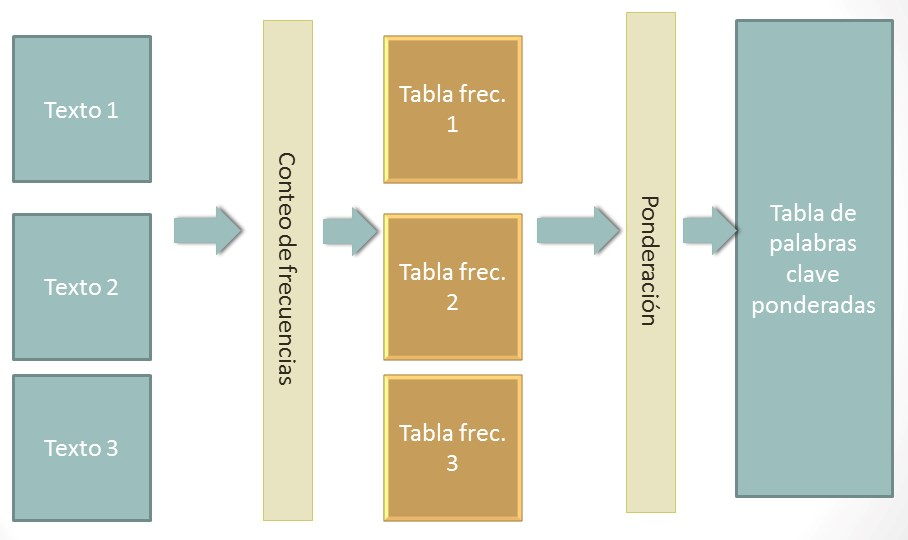 Texto 1
Texto 2
Texto 3
Conteo de frecuencias
Tabla frec.
1
Tabla frec.
2
Tabla frec.
3
Ponderación
Tabla de
palabras
clave
ponderadas